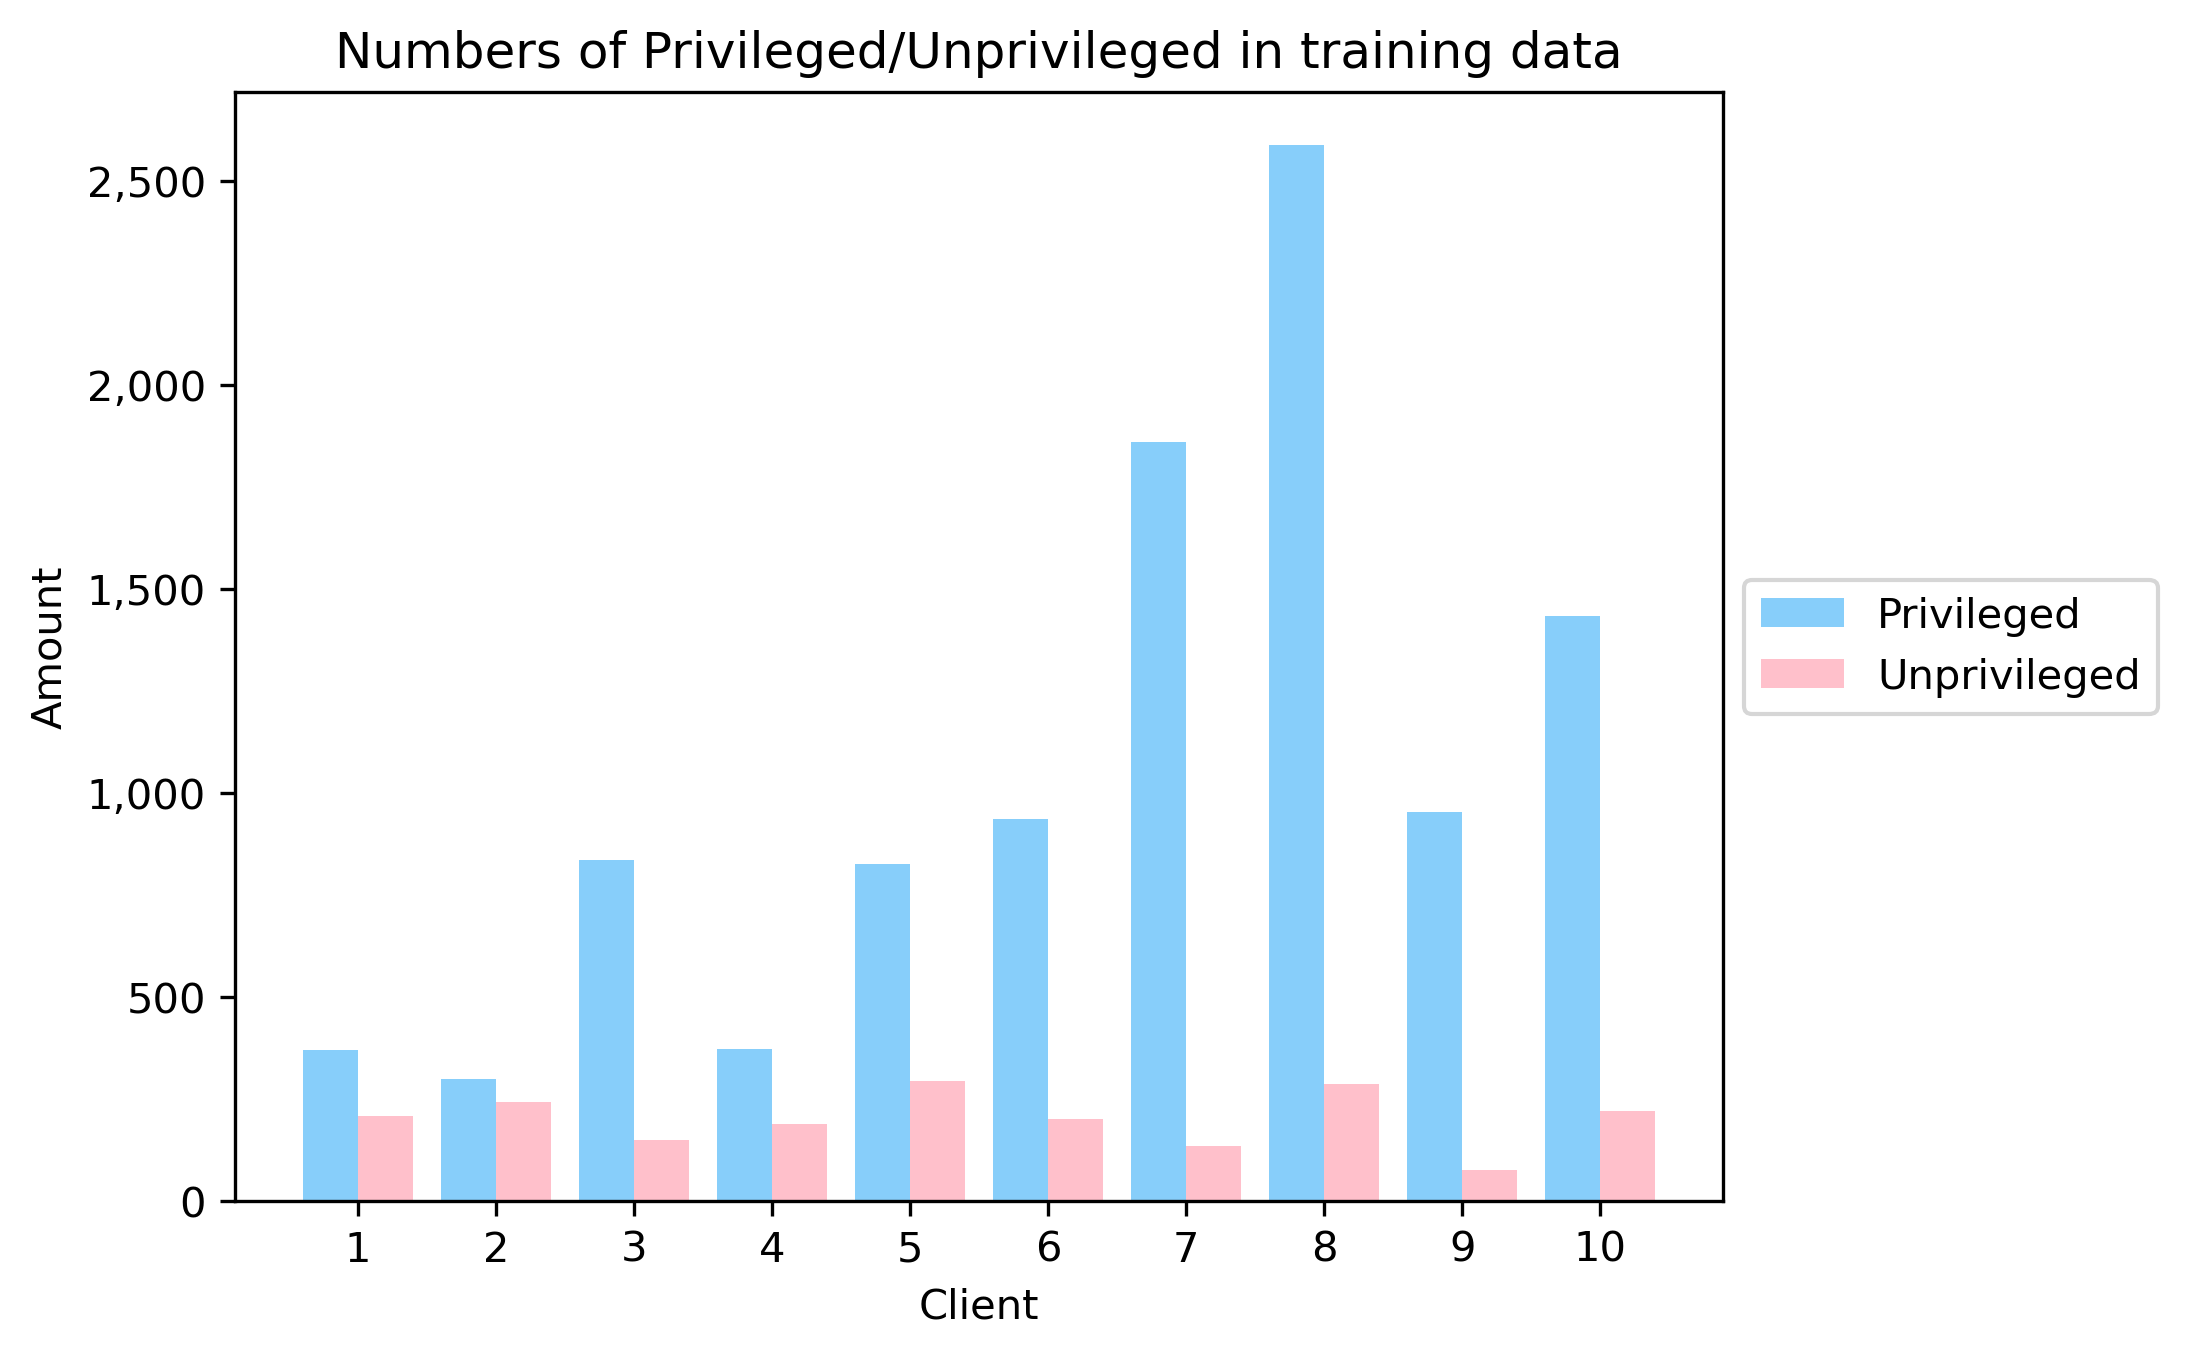 Numbers of Privileged/Unprivileged in training data
2,500
2,000
1,500
1,000
500
0
Amount
1 2 3 4 5 6 7 8 9 10
Client
Privileged
Unprivileged